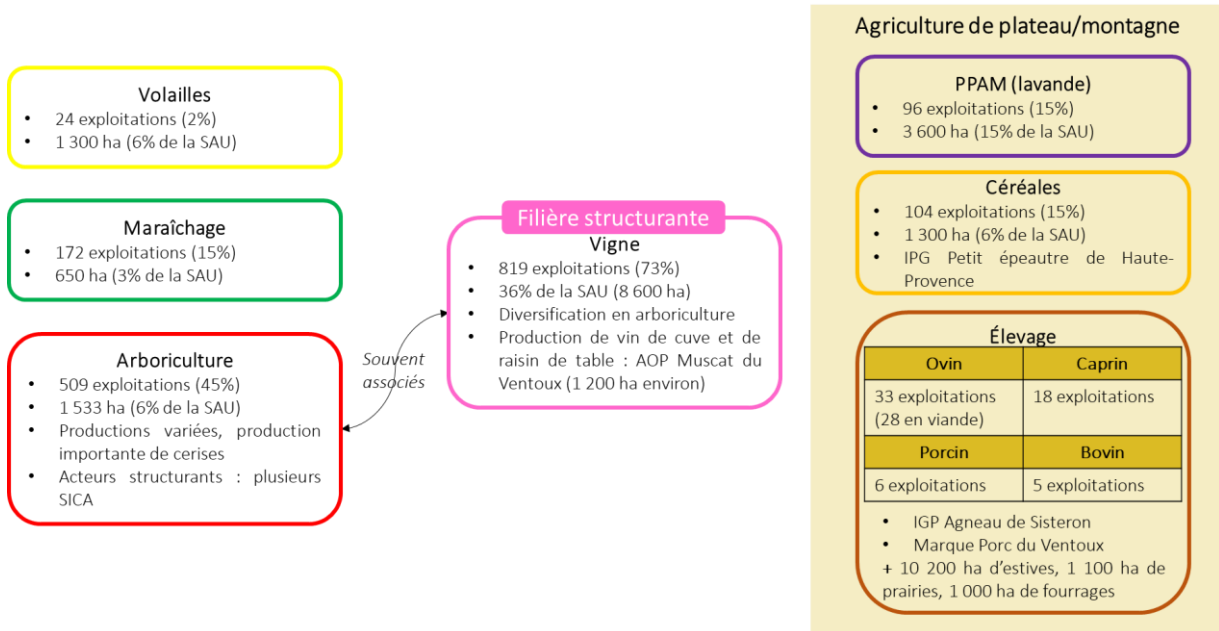 Volailles
• 24 exploitations (2%)
• 1 300 ha (6% de la SAU)
Maraîchage
• 172 exploitations (15%)
• 650 ha (3% de la SAU)
Arboriculture
• 509 exploitations (45%)
• 1 533 ha (6% de la SAU)
• Productions variées, production
importante de cerises
• Acteurs structurants : plusieurs
SICA
Souvent
associés
Filière structurante
Vigne
• 819 exploitations (73%)
• 36% de la SAU (8 600 ha)
• Diversification en arboriculture
• Production de vin de cuve et de
raisin de table : AOP Muscat du
Ventoux (1 200 ha environ)
Agriculture de plateau/montagne
PPAM (lavande)
• 96 exploitations (15%)
• 3 600 ha (15% de la SAU)
Céréales
• 104 exploitations (15%)
• 1 300 ha (6% de la SAU)
• IPG Petit épeautre de Haute-
Provence
Élevage
Ovin Caprin
33 exploitations 18 exploitations
(28 en viande)
Porcin Bovin
6 exploitations 5 exploitations
• IGP Agneau de Sisteron
• Marque Porc du Ventoux
+ 10 200 ha d'estives, 1 100 ha de
prairies, 1 000 ha de fourrages